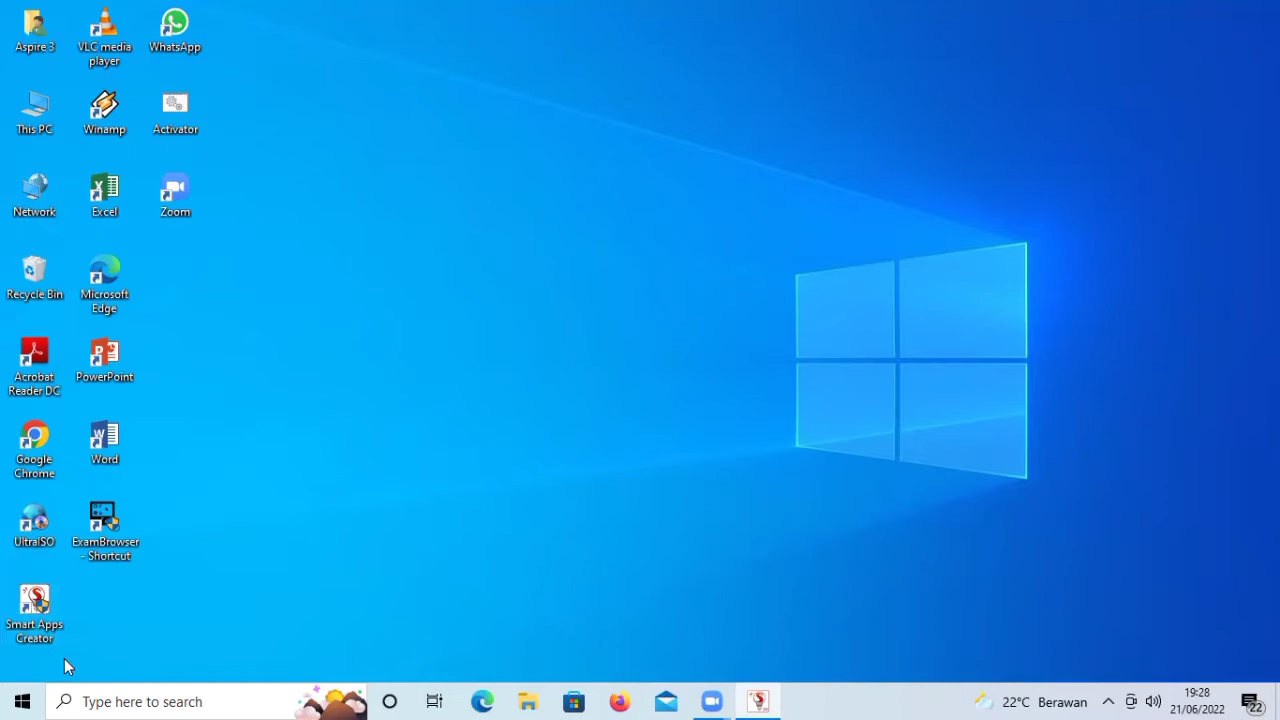 Aspire 3
VLC media
player
WhatsApp
This PC
Winamp
Activator
Network
Excel
Zoom
Recycle Bin
Microsoft
Edge
Acrobat
Reader DC
PowerPoint
Google
Chrome
Word
UltraISO
ExamBrowser
- Shortcut
Smart Apps
Creator
Type here to search
22°C Berawan
19:28
21/06/2022
22